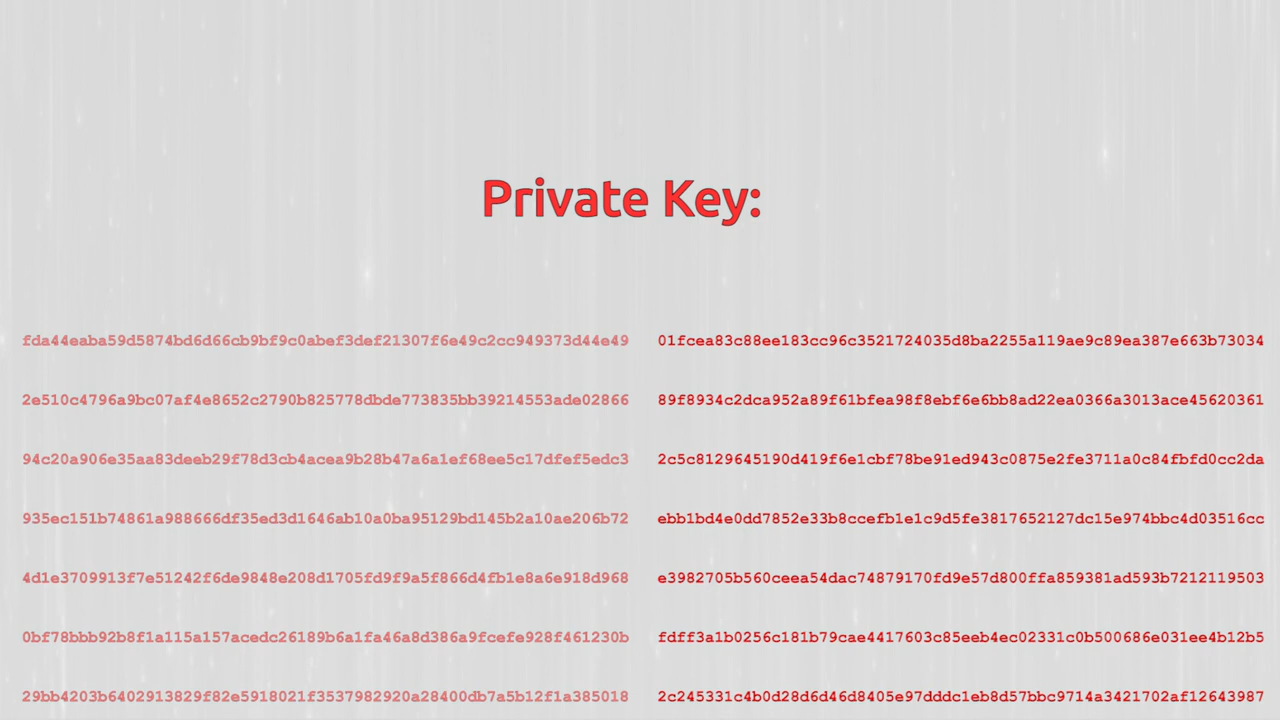 Private Key:
fda44eaba59d5874bd6d66cb9bf9c0abef3def21307f6e49c2cc949373d44e49 01fcea83c88ee183cc96c3521724035d8ba2255a119ae9c89ea387e663b73034
2e510c4796a9bc07af4e8652c2790b825778dbde773835bb39214553ade02866 89f8934c2dca952a89f61bfea98f8ebf6e6bb8ad22ea0366a3013ace45620361
94c20a906e35aa83deeb29f78d3cb4acea9b28b47a6a1ef68ee5c17dfef5edc3 2c5c8129645190d419f6e1cbf78be91ed943c0875e2fe3711a0c84fbfd0cc2da
935ec151b74861a988666df35ed3d1646ab10a0ba95129bd145b2a10ae206b72 ebb1bd4e0dd7852e33b8ccefb1e1c9d5fe3817652127dc15e974bbc4d03516cc
4d1e3709913f7e51242f6de9848e208d1705fd9f9a5f866d4fb1e8a6e918d968 e3982705b560ceea54dac74879170fd9e57d800ffa859381ad593b7212119503
0bf78bbb92b8f1a115a157acedc26189b6a1fa46a8d386a9fcefe928f461230b fdff3a1b0256c181b79cae4417603c85eeb4ec02331c0b500686e031ee4b12b5
29bb4203b6402913829f82e5918021f3537982920a28400db7a5b12f1a385018 2c245331c4b0d28d6d46d8405e97dddc1eb8d57bbc9714a3421702af12643987